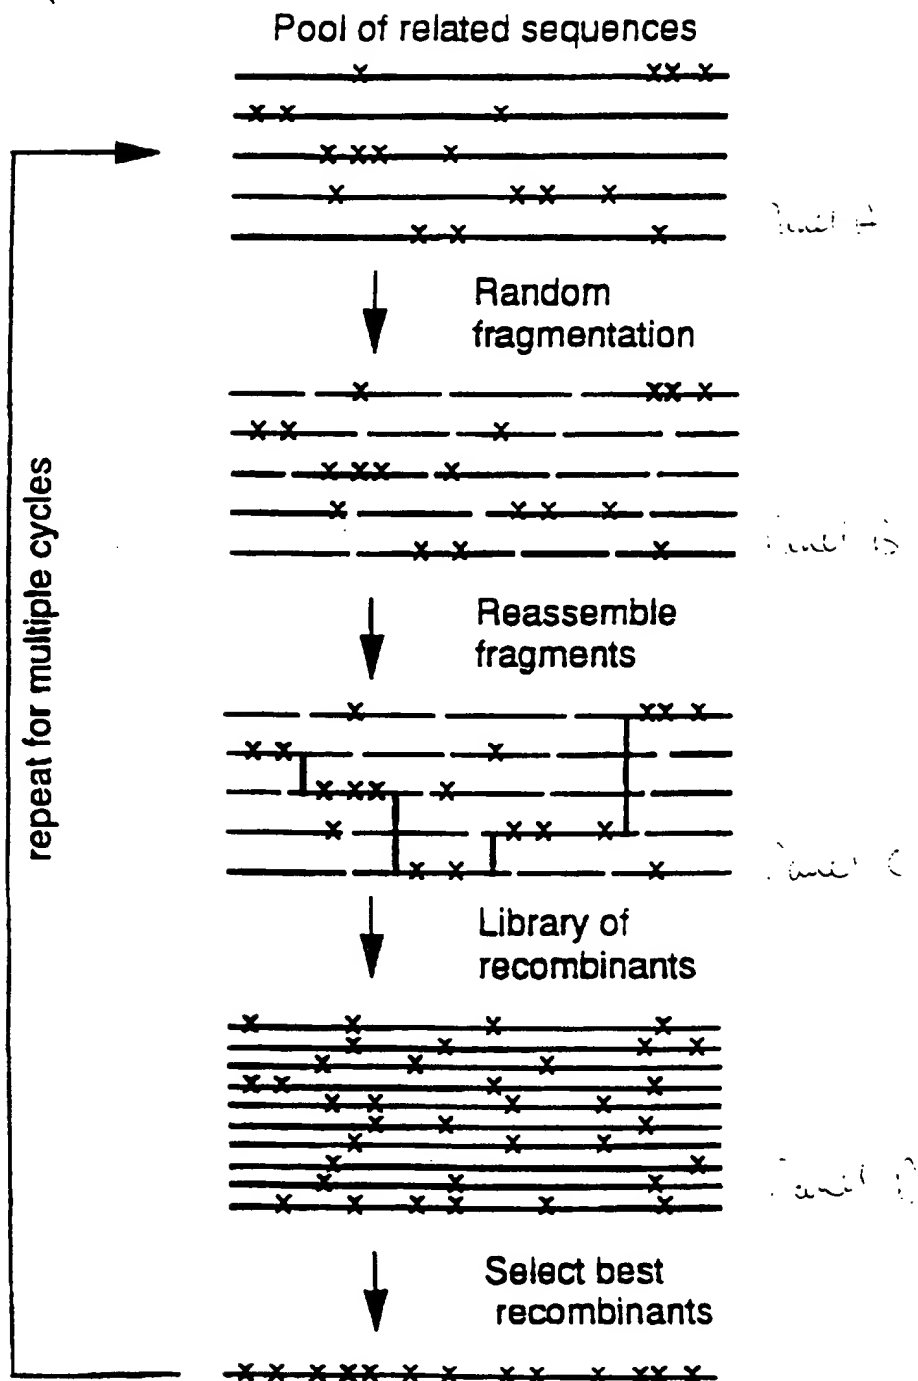 Pool of related sequences
Random
fragmentation
Reassemble
fragments
repeat for multiple cycles
Library of
recombinants
Select best
recombinants